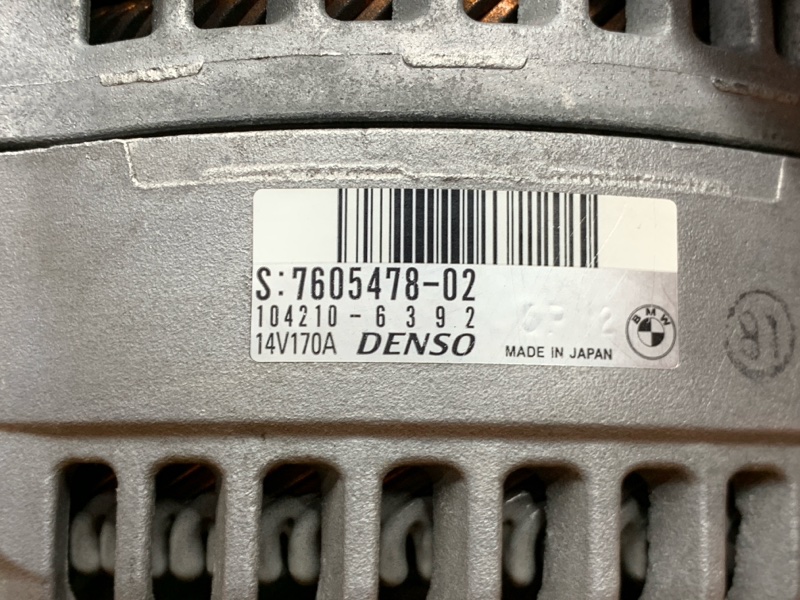 S:7605478-02
104210-6392
14V170A DENSO MADE IN JAPAN
BMW